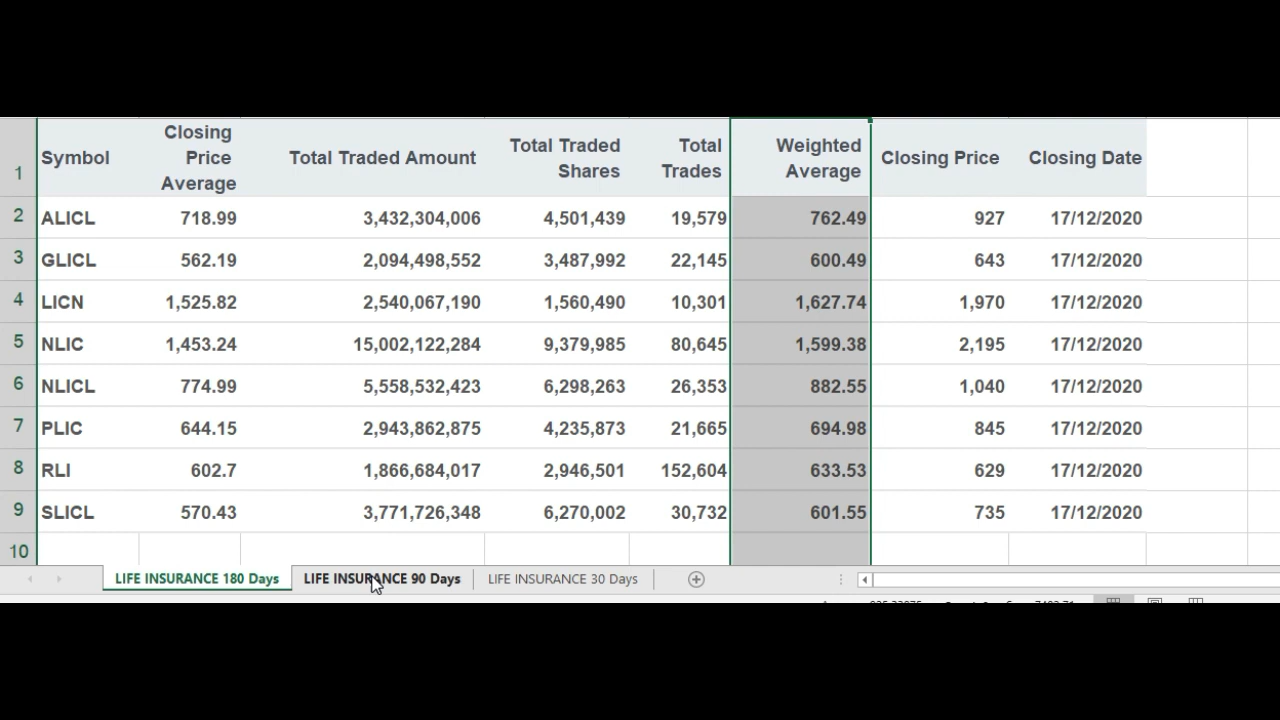 1 Symbol Closing Price Average Total Traded Amount Total Traded Shares Total Trades Weighted Average Closing Price Closing Date
2 ALICL 718.99 3,432,304,006 4,501,439 19,579 762.49 927 17/12/2020
3 GLICL 562.19 2,094,498,552 3,487,992 22,145 600.49 643 17/12/2020
4 LICN 1,525.82 2,540,067,190 1,560,490 10,301 1,627.74 1,970 17/12/2020
5 NLIC 1,453.24 15,002,122,284 9,379,985 80,645 1,599.38 2,195 17/12/2020
6 NLICL 774.99 5,558,532,423 6,298,263 26,353 882.55 1,040 17/12/2020
7 PLIC 644.15 2,943,862,875 4,235,873 21,665 694.98 845 17/12/2020
8 RLI 602.7 1,866,684,017 2,946,501 152,604 633.53 629 17/12/2020
9 SLICL 570.43 3,771,726,348 6,270,002 30,732 601.55 735 17/12/2020
10
LIFE INSURANCE 180 Days LIFE INSURANCE 90 Days LIFE INSURANCE 30 Days